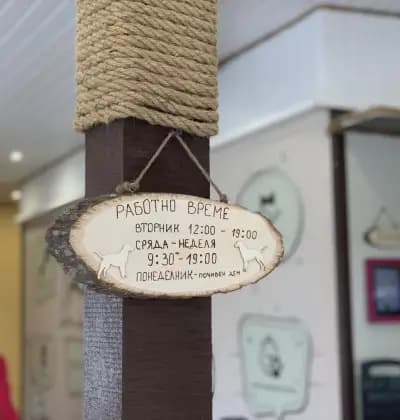 РАБОТНО ВРЕМЕ
ВТОРНИК 12:00 - 19:00
СРЯДА - НЕДЕЛЯ
9:30 - 19:00
ПОНЕДЕЛНИК - ПОЧИВЕН ДЕН